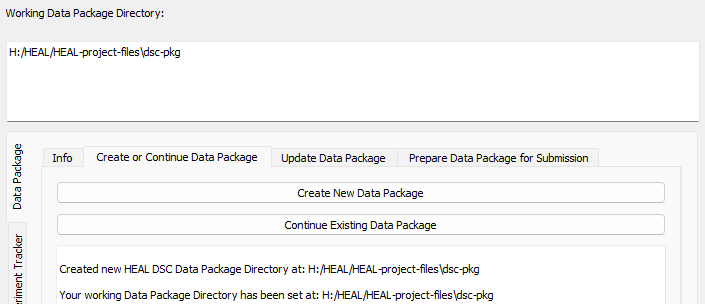 Working Data Package Directory:
H:/HEAL/HEAL-project-files\dsc-pkg
Data Package
Info
Create or Continue Data Package
Update Data Package
Prepare Data Package for Submission
Create New Data Package
Continue Existing Data Package
Created new HEAL DSC Data Package Directory at: H:/HEAL/HEAL-project-files/dsc-pkg
Your working Data Package Directory has been set at: H:/HEAL/HEAL-project-files\dsc-pkg
Tracker